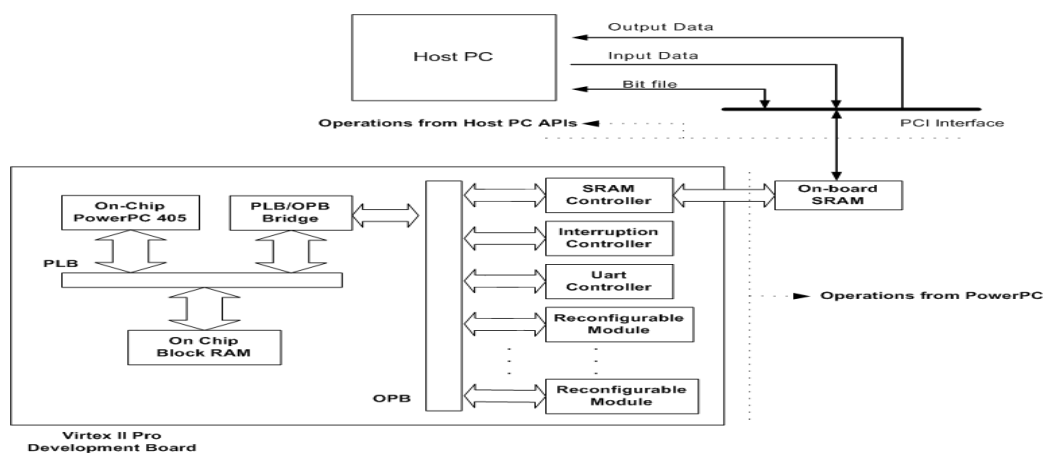 Output Data
Host PC
Input Data
Bit file
Operations from Host PC APIs
PCI Interface
On-Chip
PowerPC 405
PLB/OPB
Bridge
SRAM
Controller
On-board
SRAM
Interruption
Controller
PLB
Uart
Controller
Operations from PowerPC
Reconfigurable
Module
On Chip
Block RAM
OPB
Reconfigurable
Module
Virtex II Pro
Development Board